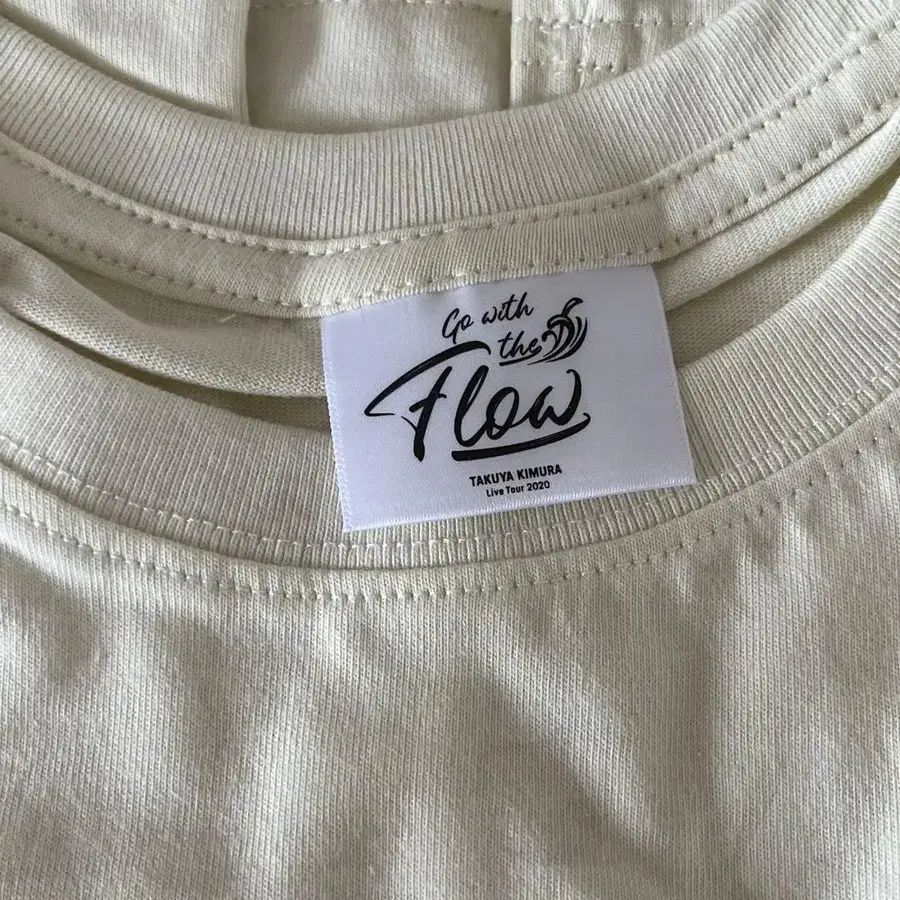 Go with
the
Flow
TAKUYA KIMURA
Live Tour 2020